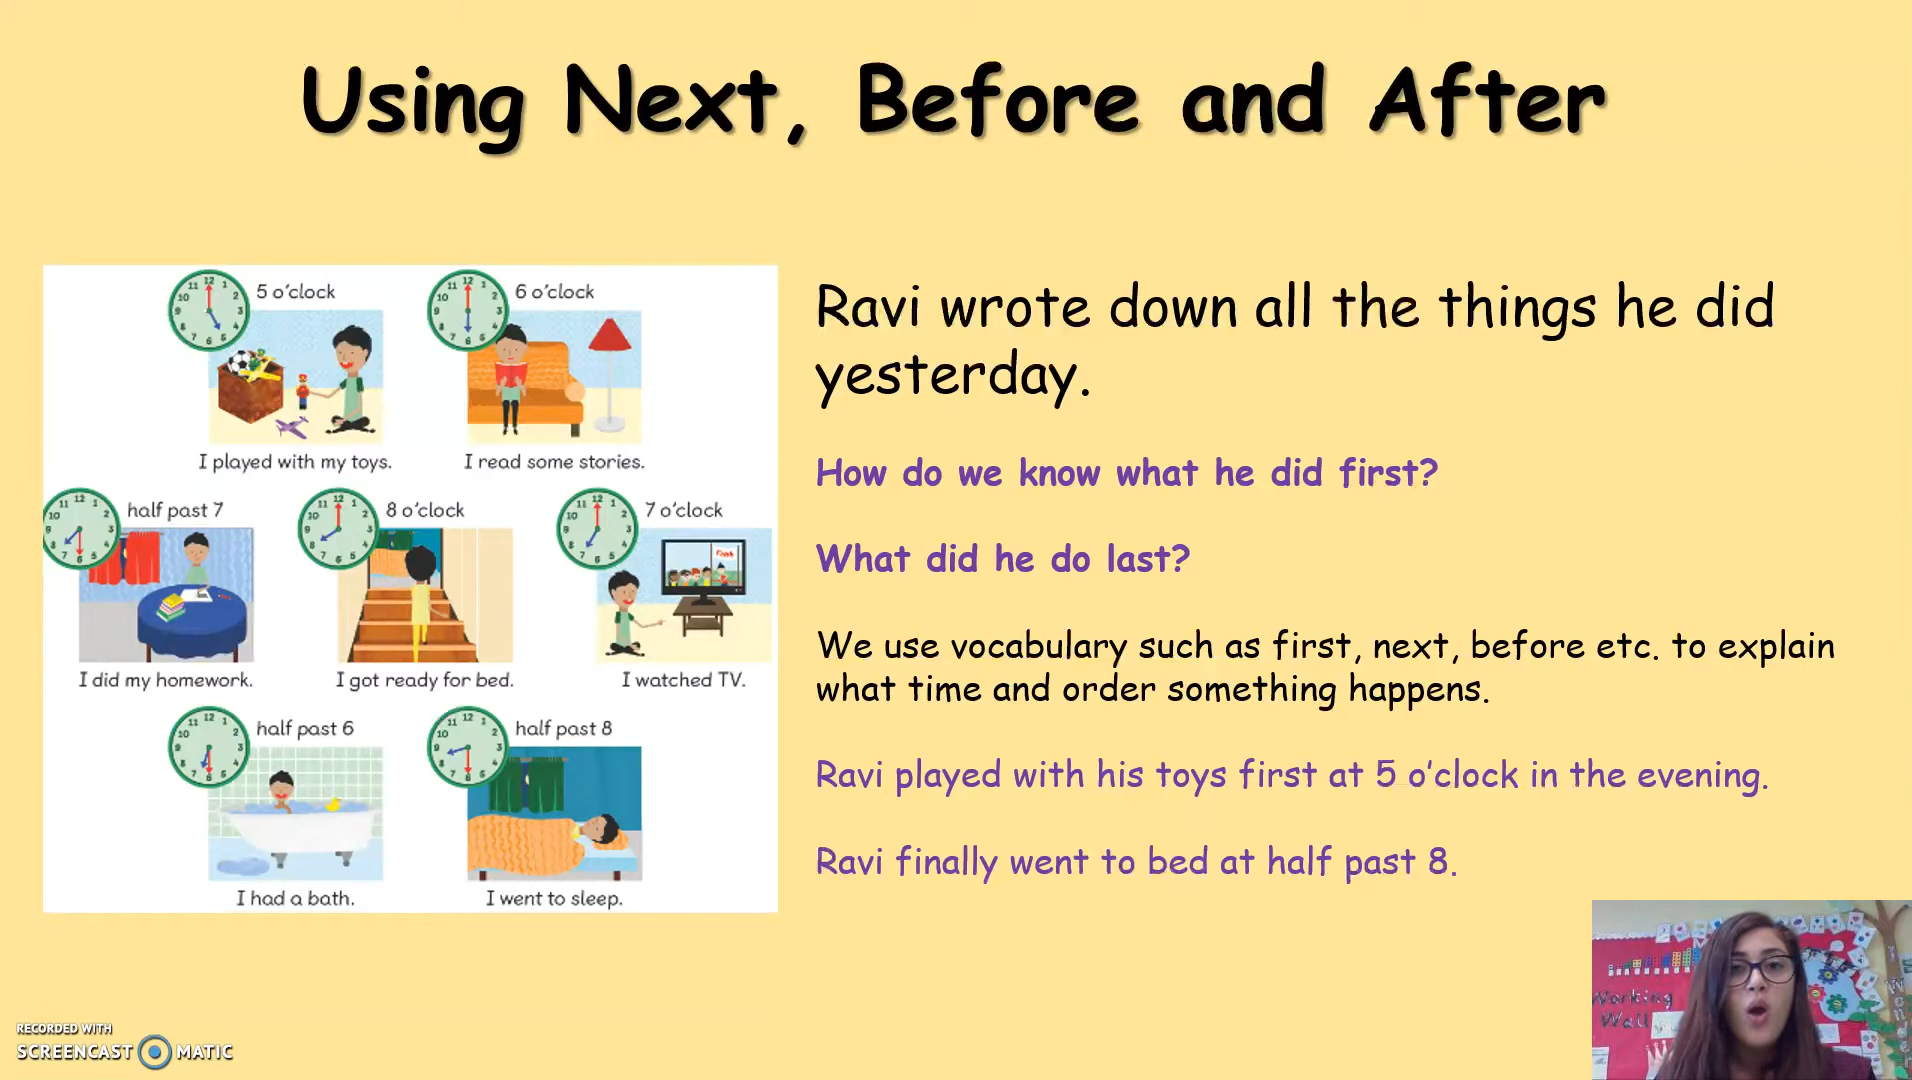 Using Next, Before and After
5 o'clock
6 o'clock
I played with my toys.
I read some stories.
half past 7
8 o'clock
7 o'clock
Finish
I did my homework.
I got ready for bed.
I watched TV.
half past 6
half past 8
I had a bath.
I went to sleep.
Ravi wrote down all the things he did
yesterday.
How do we know what he did first?
What did he do last?
We use vocabulary such as first, next, before etc. to explain
what time and order something happens.
Ravi played with his toys first at 5 o'clock in the evening.
Ravi finally went to bed at half past 8.
Working
Wall
RECORDED WITH
SCREENCAST MATIC